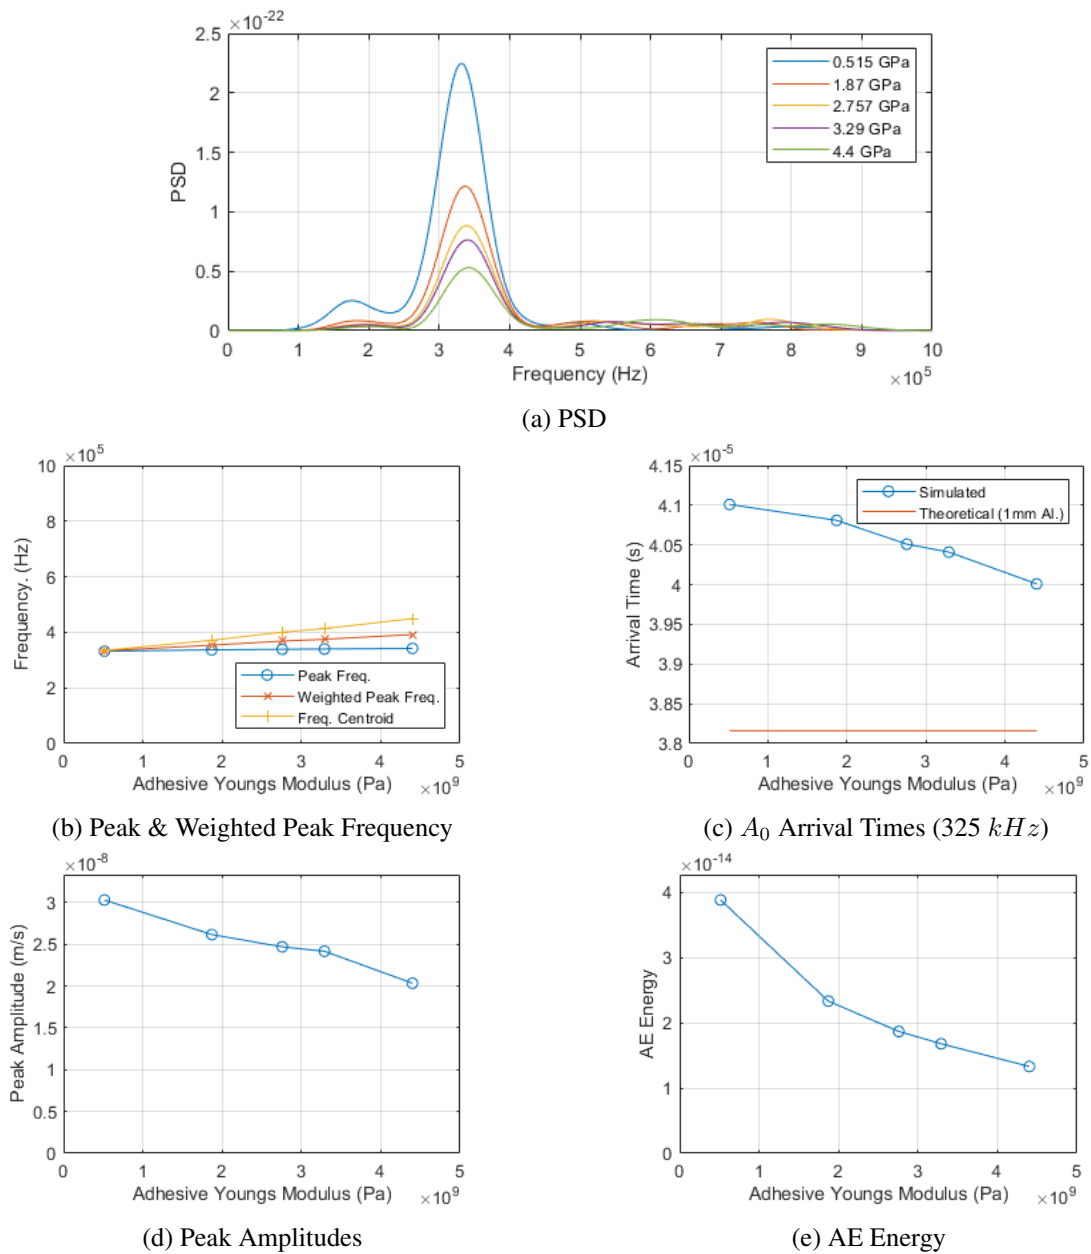 ×10^-22
2.5
2
1.5
1
0.5
0
PSD
0.515 GPa
1.87 GPa
2.757 GPa
3.29 GPa
4.4 GPa
0 1 2 3 4 5 6 7 8 9 10
Frequency (Hz)
×10^5
(a) PSD
×10^5
10
8
6
4
2
0
Frequency. (Hz)
Peak Freq.
Weighted Peak Freq.
Freq. Centroid
0 1 2 3 4 5
Adhesive Youngs Modulus (Pa) ×10^9
(b) Peak & Weighted Peak Frequency
×10^-5
4.15
4.1
4.05
4
3.95
3.9
3.85
3.8
Arrival Time (s)
Simulated
Theoretical (1mm Al.)
0 1 2 3 4 5
Adhesive Youngs Modulus (Pa) ×10^9
(c) A₀ Arrival Times (325 kHz)
×10^-8
3
2.5
2
1.5
1
0.5
0
Peak Amplitude (m/s)
0 1 2 3 4 5
Adhesive Youngs Modulus (Pa) ×10^9
(d) Peak Amplitudes
×10^-14
4
3
2
1
0
AE Energy
0 1 2 3 4 5
Adhesive Youngs Modulus (Pa) ×10^9
(e) AE Energy